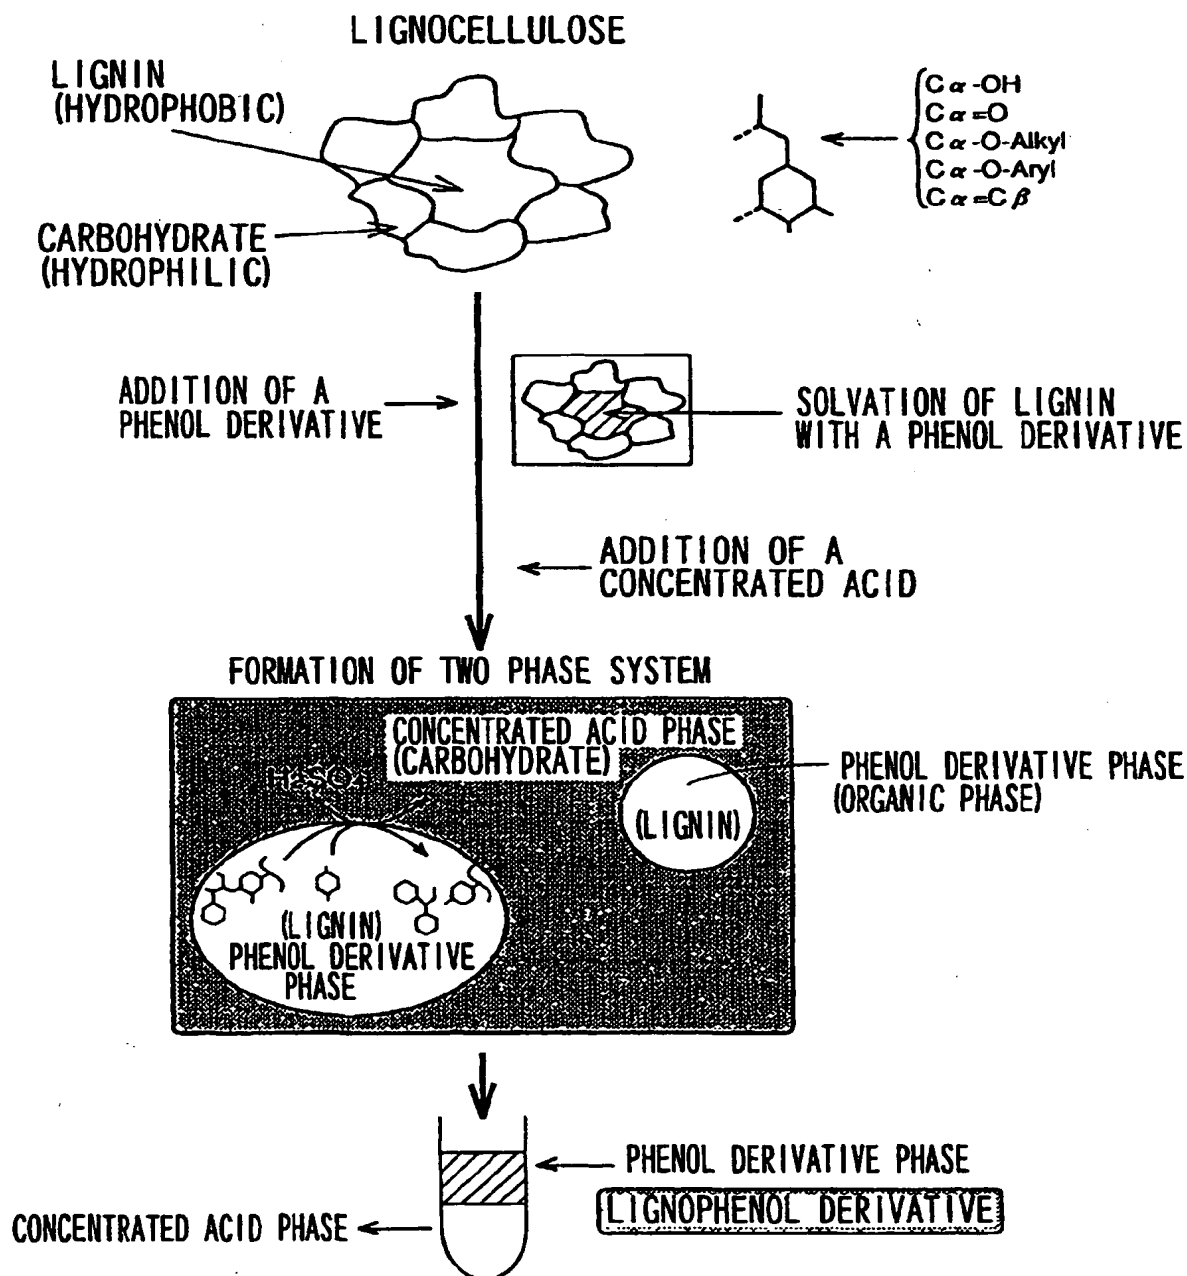 LIGNOCELLULOSE
LIGNIN
(HYDROPHOBIC)
Cα-OH
Cα=O
Cα-O-Alkyl
Cα-O-Aryl
Cα=Cβ
CARBOHYDRATE
(HYDROPHILIC)
ADDITION OF A
PHENOL DERIVATIVE
SOLVATION OF LIGNIN
WITH A PHENOL DERIVATIVE
ADDITION OF A
CONCENTRATED ACID
FORMATION OF TWO PHASE SYSTEM
CONCENTRATED ACID PHASE
(CARBOHYDRATE)
H2SO4
PHENOL DERIVATIVE PHASE
(ORGANIC PHASE)
(LIGNIN)
(LIGNIN)
PHENOL DERIVATIVE
PHASE
PHENOL DERIVATIVE PHASE
LIGNOPHENOL DERIVATIVE
CONCENTRATED ACID PHASE